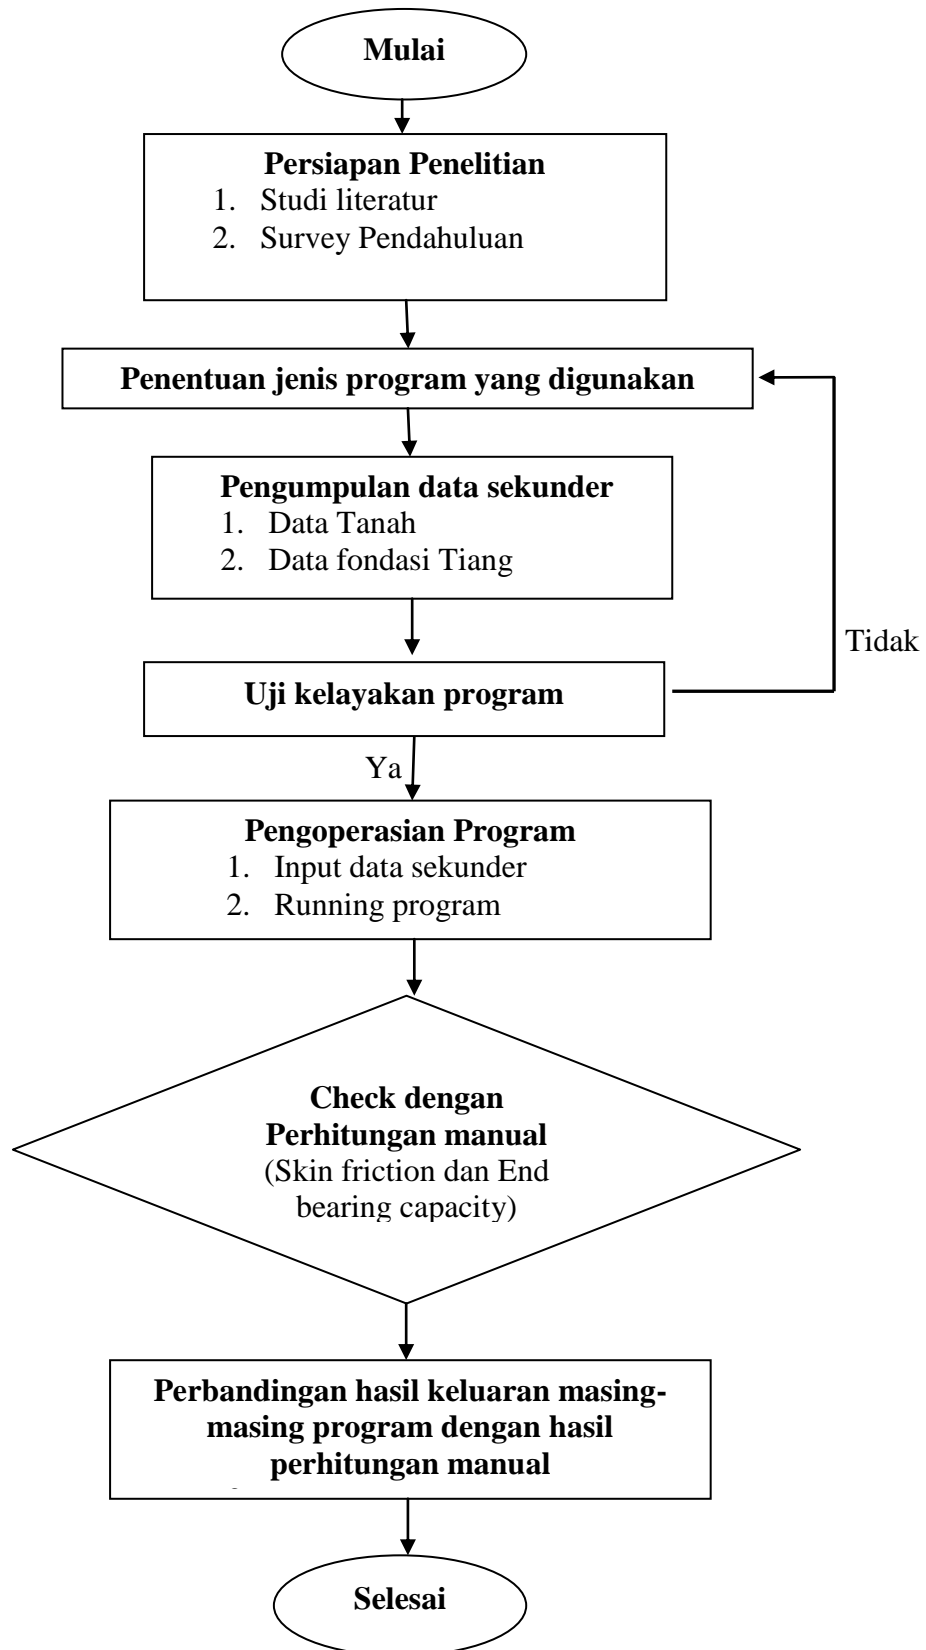 Mulai
Persiapan Penelitian
1. Studi literatur
2. Survey Pendahuluan
Penentuan jenis program yang digunakan
Pengumpulan data sekunder
1. Data Tanah
2. Data fondasi Tiang
Tidak
Uji kelayakan program
Ya
Pengoperasian Program
1. Input data sekunder
2. Running program
Check dengan
Perhitungan manual
(Skin friction dan End
bearing capacity)
Perbandingan hasil keluaran masing-
masing program dengan hasil
perhitungan manual
Selesai